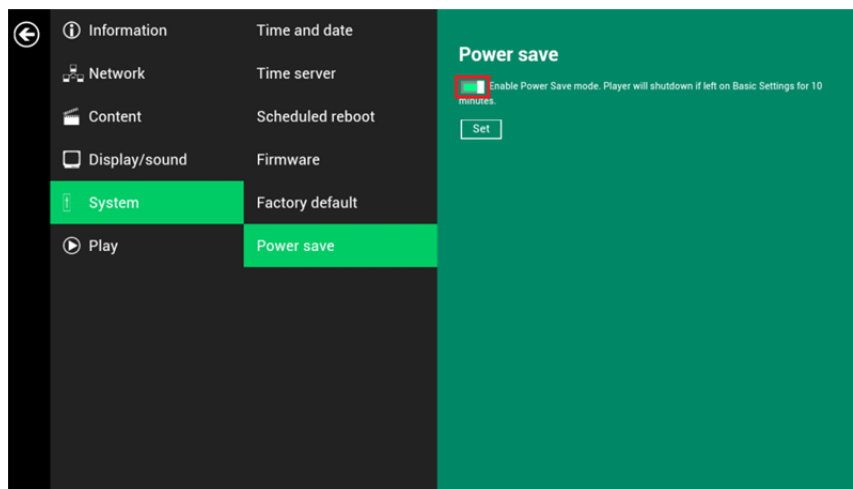 Information
Network
Content
Display/sound
System
Play
Time and date
Time server
Scheduled reboot
Firmware
Factory default
Power save
Power save
Enable Power Save mode. Player will shutdown if left on Basic Settings for 10
minutes.
Set